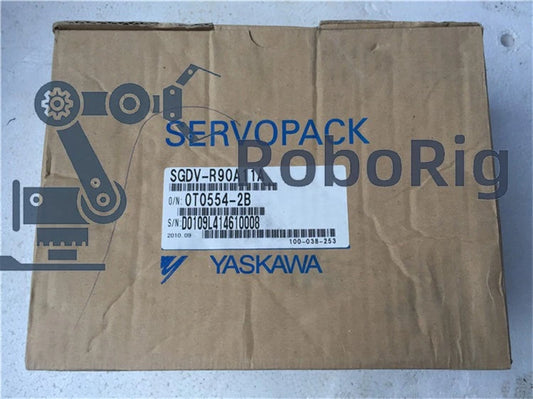 SERVOPACK
RoboRig
SGDV-R90A11A
O/N: 0T0554-2B
S/N: D0109L414610008
2010.09
100-038-253
YASKAWA